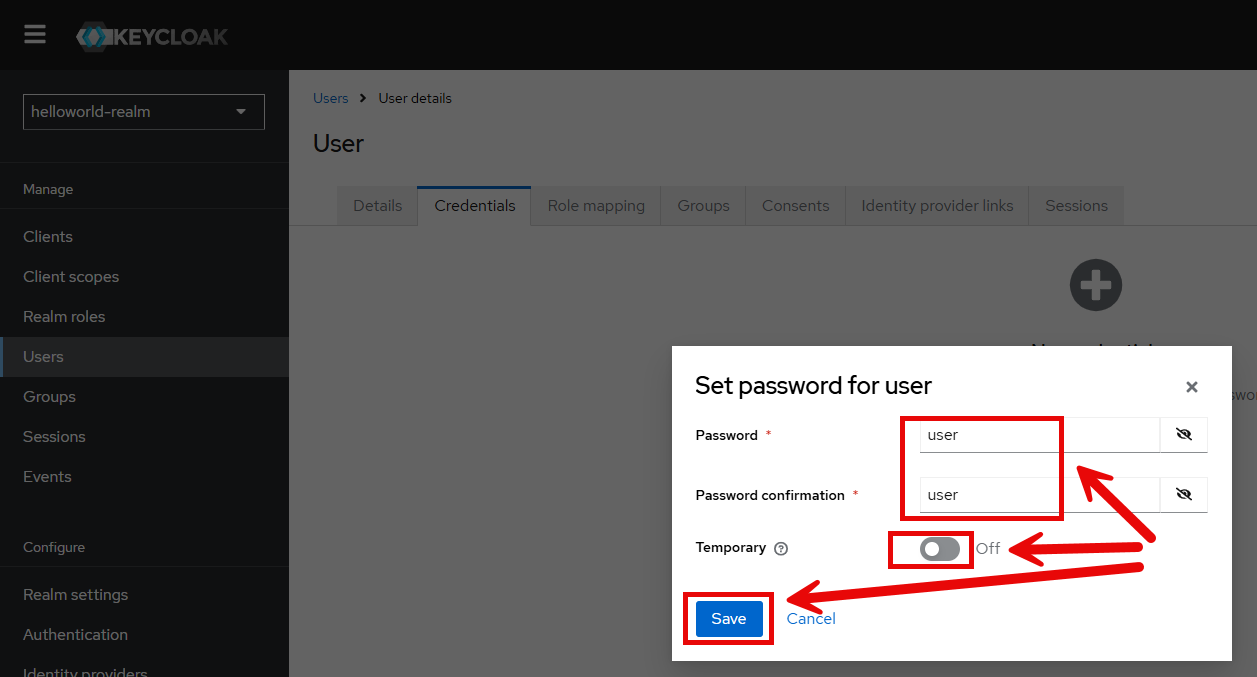 KEYCLOAK
helloworld-realm
Manage
Clients
Client scopes
Realm roles
Users
Groups
Sessions
Events
Configure
Realm settings
Authentication
Identity providers
Users > User details
User
Details Credentials Role mapping Groups Consents Identity provider links Sessions
Set password for user
Password * user
Password confirmation * user
Temporary Off
Save Cancel